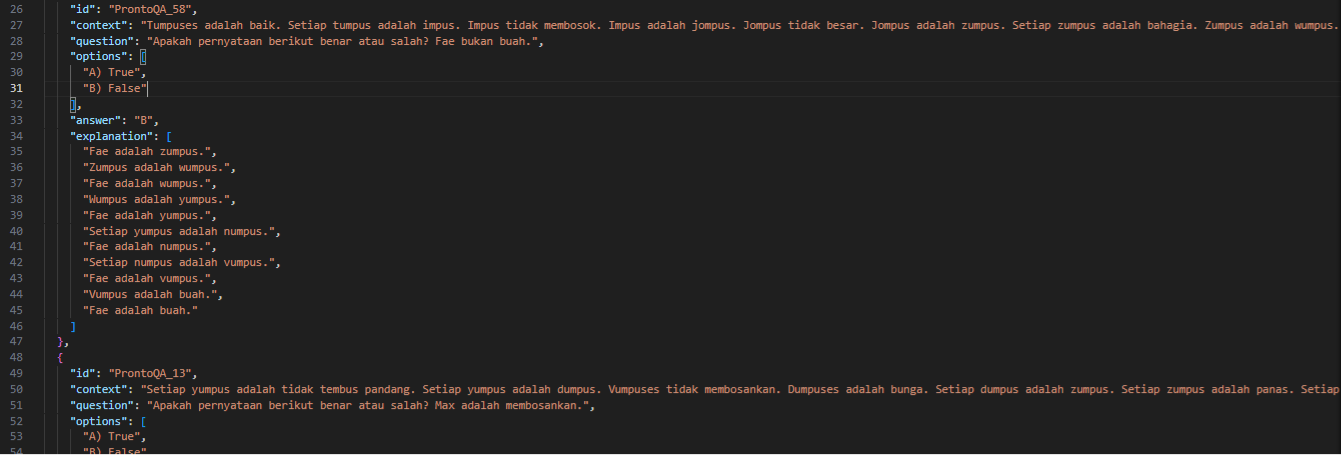 26 "id": "ProntoQA_58",
27 "context": "Tumpuses adalah baik. Setiap tumpus adalah impus. Impus tidak membosok. Impus adalah jompus. Jompus tidak besar. Jompus adalah zumpus. Setiap zumpus adalah bahagia. Zumpus adalah wumpus.
28 "question": "Apakah pernyataan berikut benar atau salah? Fae bukan buah.",
29 "options": [
30 "A) True",
31 "B) False"
32 ],
33 "answer": "B",
34 "explanation": [
35 "Fae adalah zumpus.",
36 "Zumpus adalah wumpus.",
37 "Fae adalah wumpus.",
38 "Wumpus adalah yumpus.",
39 "Fae adalah yumpus.",
40 "Setiap yumpus adalah numpus.",
41 "Fae adalah numpus.",
42 "Setiap numpus adalah vumpus.",
43 "Fae adalah vumpus.",
44 "Vumpus adalah buah.",
45 "Fae adalah buah."
46 ]
47 },
48 {
49 "id": "ProntoQA_13",
50 "context": "Setiap yumpus adalah tidak tembus pandang. Setiap yumpus adalah dumpus. Vumpuses tidak membosankan. Dumpuses adalah bunga. Setiap dumpus adalah zumpus. Setiap zumpus adalah panas. Setiap
51 "question": "Apakah pernyataan berikut benar atau salah? Max adalah membosankan.",
52 "options": [
53 "A) True",
54 "B) False"